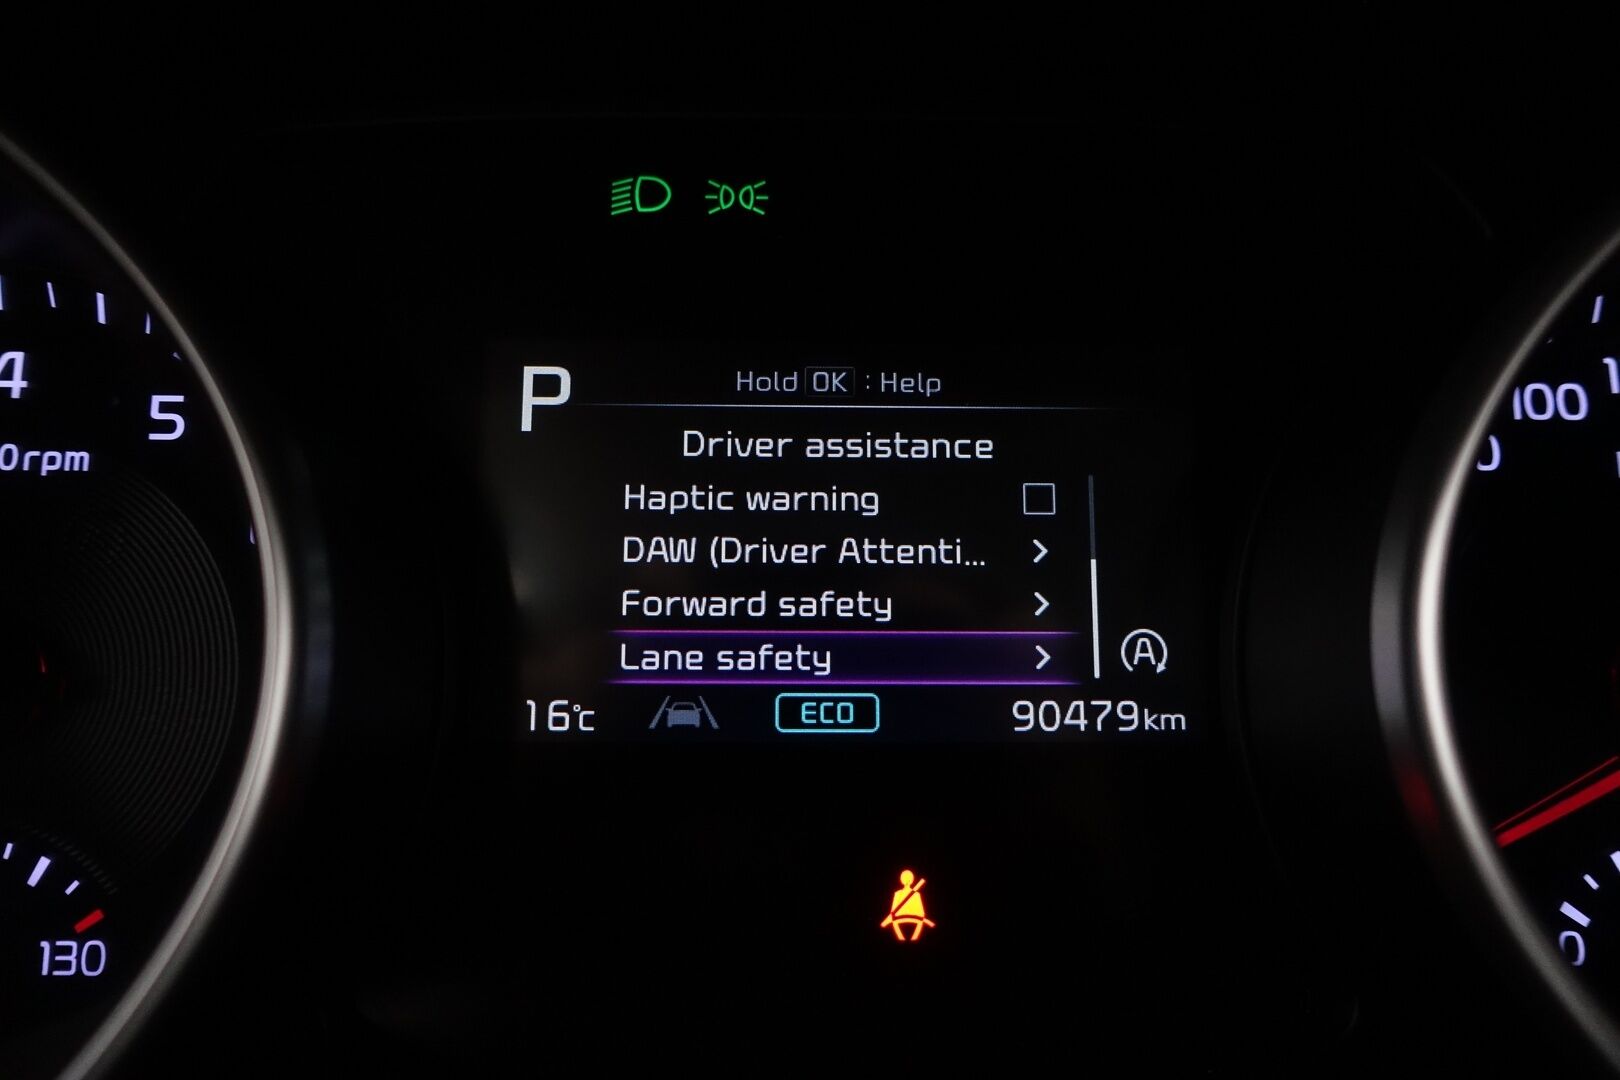 4
5
0rpm
130
P
Hold OK : Help
Driver assistance
Haptic warning
DAW (Driver Attenti...
Forward safety
Lane safety
A
16°C
ECO
90479km
100
0